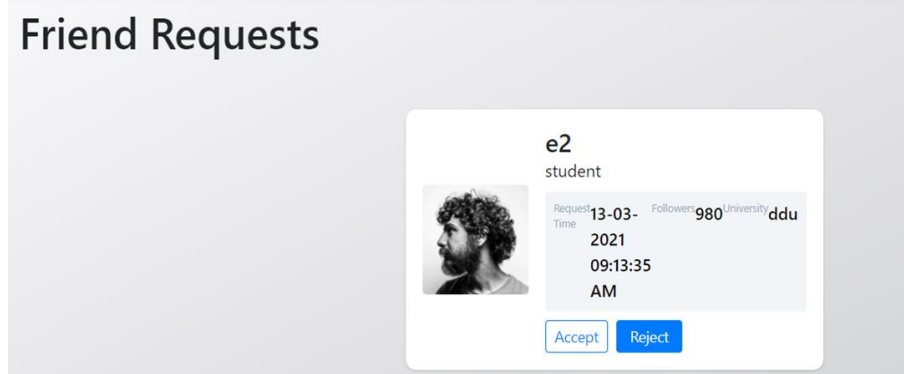 Friend Requests
e2
student
Request Time 13-03-2021 09:13:35 AM Followers 980 University ddu
Accept Reject